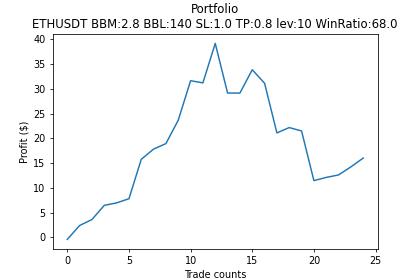 Portfolio
ETHUSDT BBM:2.8 BBL:140 SL:1.0 TP:0.8 lev:10 WinRatio:68.0
Profit ($)
40
35
30
25
20
15
10
5
0
0 5 10 15 20 25
Trade counts